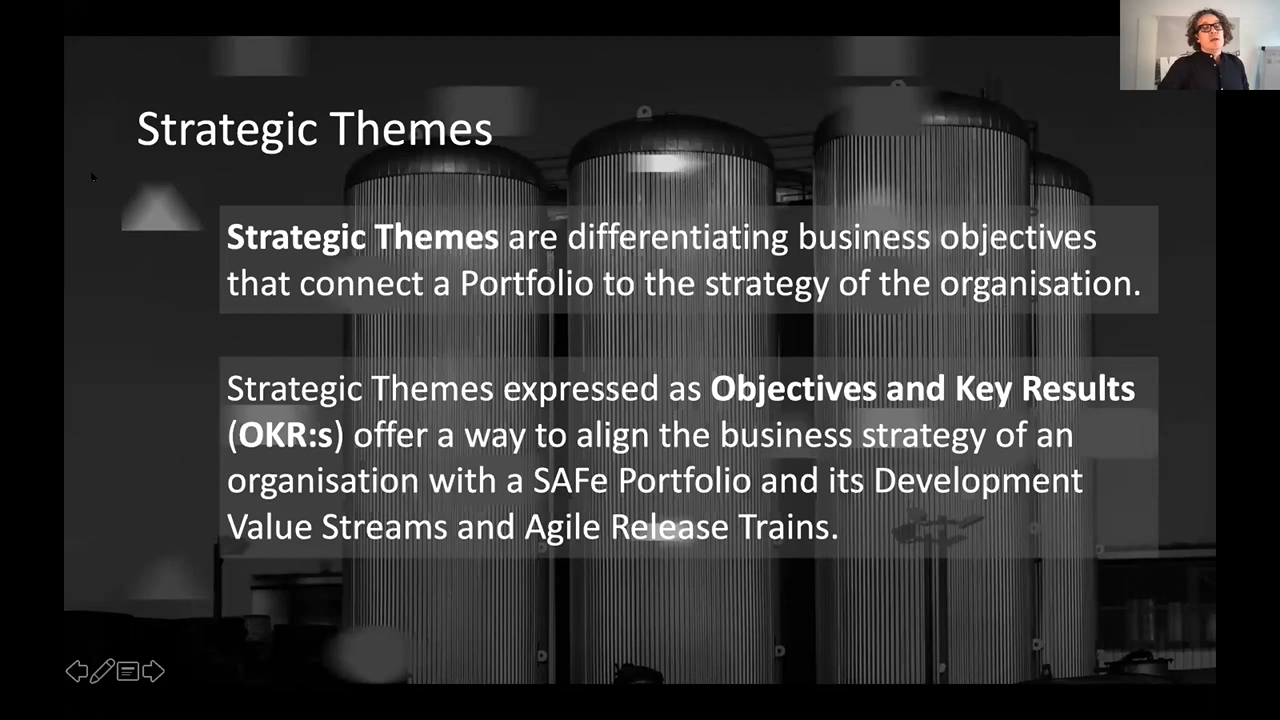 Strategic Themes
Strategic Themes are differentiating business objectives
that connect a Portfolio to the strategy of the organisation.
Strategic Themes expressed as Objectives and Key Results
(OKR:s) offer a way to align the business strategy of an
organisation with a SAFe Portfolio and its Development
Value Streams and Agile Release Trains.